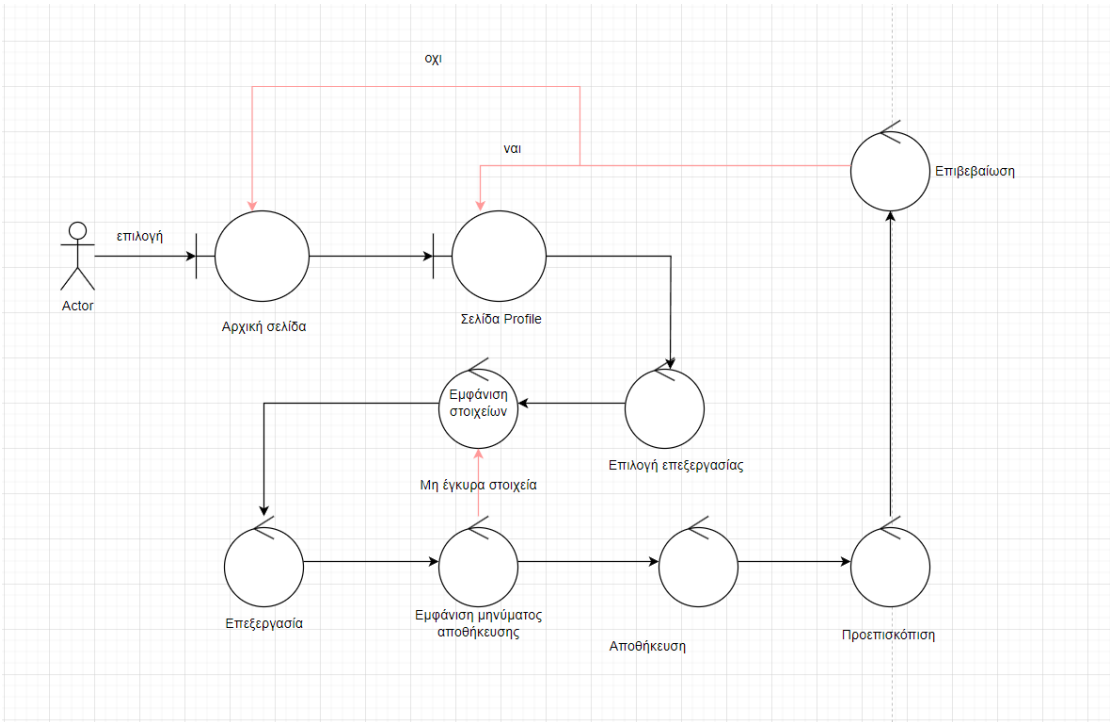 οχι
ναι
Επιβεβαίωση
επιλογή
Actor
Αρχική σελίδα
Σελίδα Profile
Εμφάνιση
στοιχείων
Επιλογή επεξεργασίας
Μη έγκυρα στοιχεία
Επεξεργασία
Εμφάνιση μηνύματος
αποθήκευσης
Αποθήκευση
Προεπισκόπιση